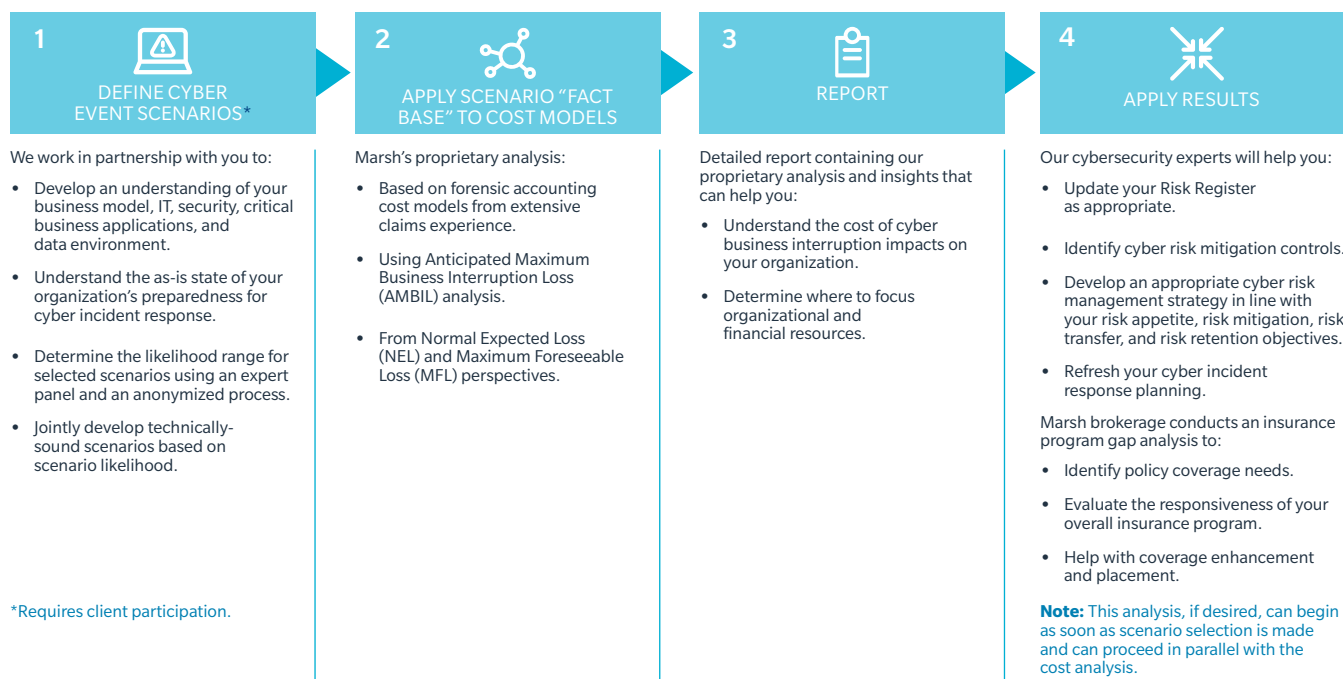 1
DEFINE CYBER
EVENT SCENARIOS*
We work in partnership with you to:
• Develop an understanding of your
business model, IT, security, critical
business applications, and
data environment.
• Understand the as-is state of your
organization's preparedness for
cyber incident response.
• Determine the likelihood range for
selected scenarios using an expert
panel and an anonymized process.
• Jointly develop technically-
sound scenarios based on
scenario likelihood.
*Requires client participation.
2
APPLY SCENARIO "FACT
BASE" TO COST MODELS
Marsh's proprietary analysis:
• Based on forensic accounting
cost models from extensive
claims experience.
• Using Anticipated Maximum
Business Interruption Loss
(AMBIL) analysis.
• From Normal Expected Loss
(NEL) and Maximum Foreseeable
Loss (MFL) perspectives.
3
REPORT
Detailed report containing our
proprietary analysis and insights that
can help you:
• Understand the cost of cyber
business interruption impacts on
your organization.
• Determine where to focus
organizational and
financial resources.
4
APPLY RESULTS
Our cybersecurity experts will help you:
• Update your Risk Register
as appropriate.
• Identify cyber risk mitigation controls.
• Develop an appropriate cyber risk
management strategy in line with
your risk appetite, risk mitigation, risk
transfer, and risk retention objectives.
• Refresh your cyber incident
response planning.
Marsh brokerage conducts an insurance
program gap analysis to:
• Identify policy coverage needs.
• Evaluate the responsiveness of your
overall insurance program.
• Help with coverage enhancement
and placement.
Note: This analysis, if desired, can begin
as soon as scenario selection is made
and can proceed in parallel with the
cost analysis.